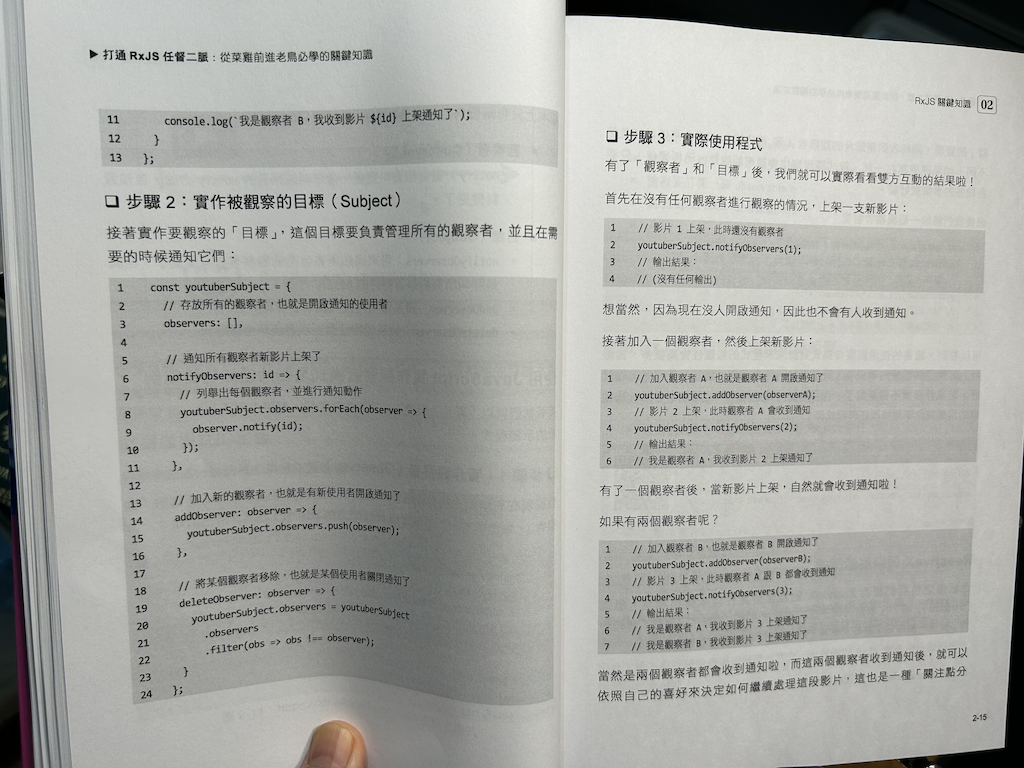 ▶ 打通 RxJS 任督二脈：從菜雞前進老鳥必學的關鍵知識
11 console.log(`我是觀察者 B，我收到影片 ${id} 上架通知了`);
12 }
13 };
❏ 步驟 2：實作被觀察的目標（Subject）
接著實作要觀察的「目標」，這個目標要負責管理所有的觀察者，並且在需
要的時候通知它們：
1 const youtuberSubject = {
2 // 存放所有的觀察者，也就是開啟通知的使用者
3 observers: [],
4
5 // 通知所有觀察者新影片上架了
6 notifyObservers: id => {
7 // 列舉出每個觀察者，並進行通知動作
8 youtuberSubject.observers.forEach(observer => {
9 observer.notify(id);
10 });
11 },
12
13 // 加入新的觀察者，也就是有新使用者開啟通知了
14 addObserver: observer => {
15 youtuberSubject.observers.push(observer);
16 },
17
18 // 將某個觀察者移除，也就是某個使用者關閉通知了
19 deleteObserver: observer => {
20 youtuberSubject.observers = youtuberSubject
21 .observers
22 .filter(obs => obs !== observer);
23 }
24 };
RxJS 關鍵知識 02
❏ 步驟 3：實際使用程式
有了「觀察者」和「目標」後，我們就可以實際看看雙方互動的結果啦！
首先在沒有任何觀察者進行觀察的情況，上架一支新影片：
1 // 影片 1 上架，此時還沒有觀察者
2 youtuberSubject.notifyObservers(1);
3 // 輸出結果：
4 // (沒有任何輸出)
想當然，因為現在沒人開啟通知，因此也不會有人收到通知。
接著加入一個觀察者，然後上架新影片：
1 // 加入觀察者 A，也就是觀察者 A 開啟通知了
2 youtuberSubject.addObserver(observerA);
3 // 影片 2 上架，此時觀察者 A 會收到通知
4 youtuberSubject.notifyObservers(2);
5 // 輸出結果：
6 // 我是觀察者 A，我收到影片 2 上架通知了
有了一個觀察者後，當新影片上架，自然就會收到通知啦！
如果有兩個觀察者呢？
1 // 加入觀察者 B，也就是觀察者 B 開啟通知了
2 youtuberSubject.addObserver(observerB);
3 // 影片 3 上架，此時觀察者 A 跟 B 都會收到通知
4 youtuberSubject.notifyObservers(3);
5 // 輸出結果：
6 // 我是觀察者 A，我收到影片 3 上架通知了
7 // 我是觀察者 B，我收到影片 3 上架通知了
當然是兩個觀察者都會收到通知啦，而這兩個觀察者收到通知後，就可以
依照自己的喜好來決定如何繼續處理這段影片，這也是一種「關注點分
2-15